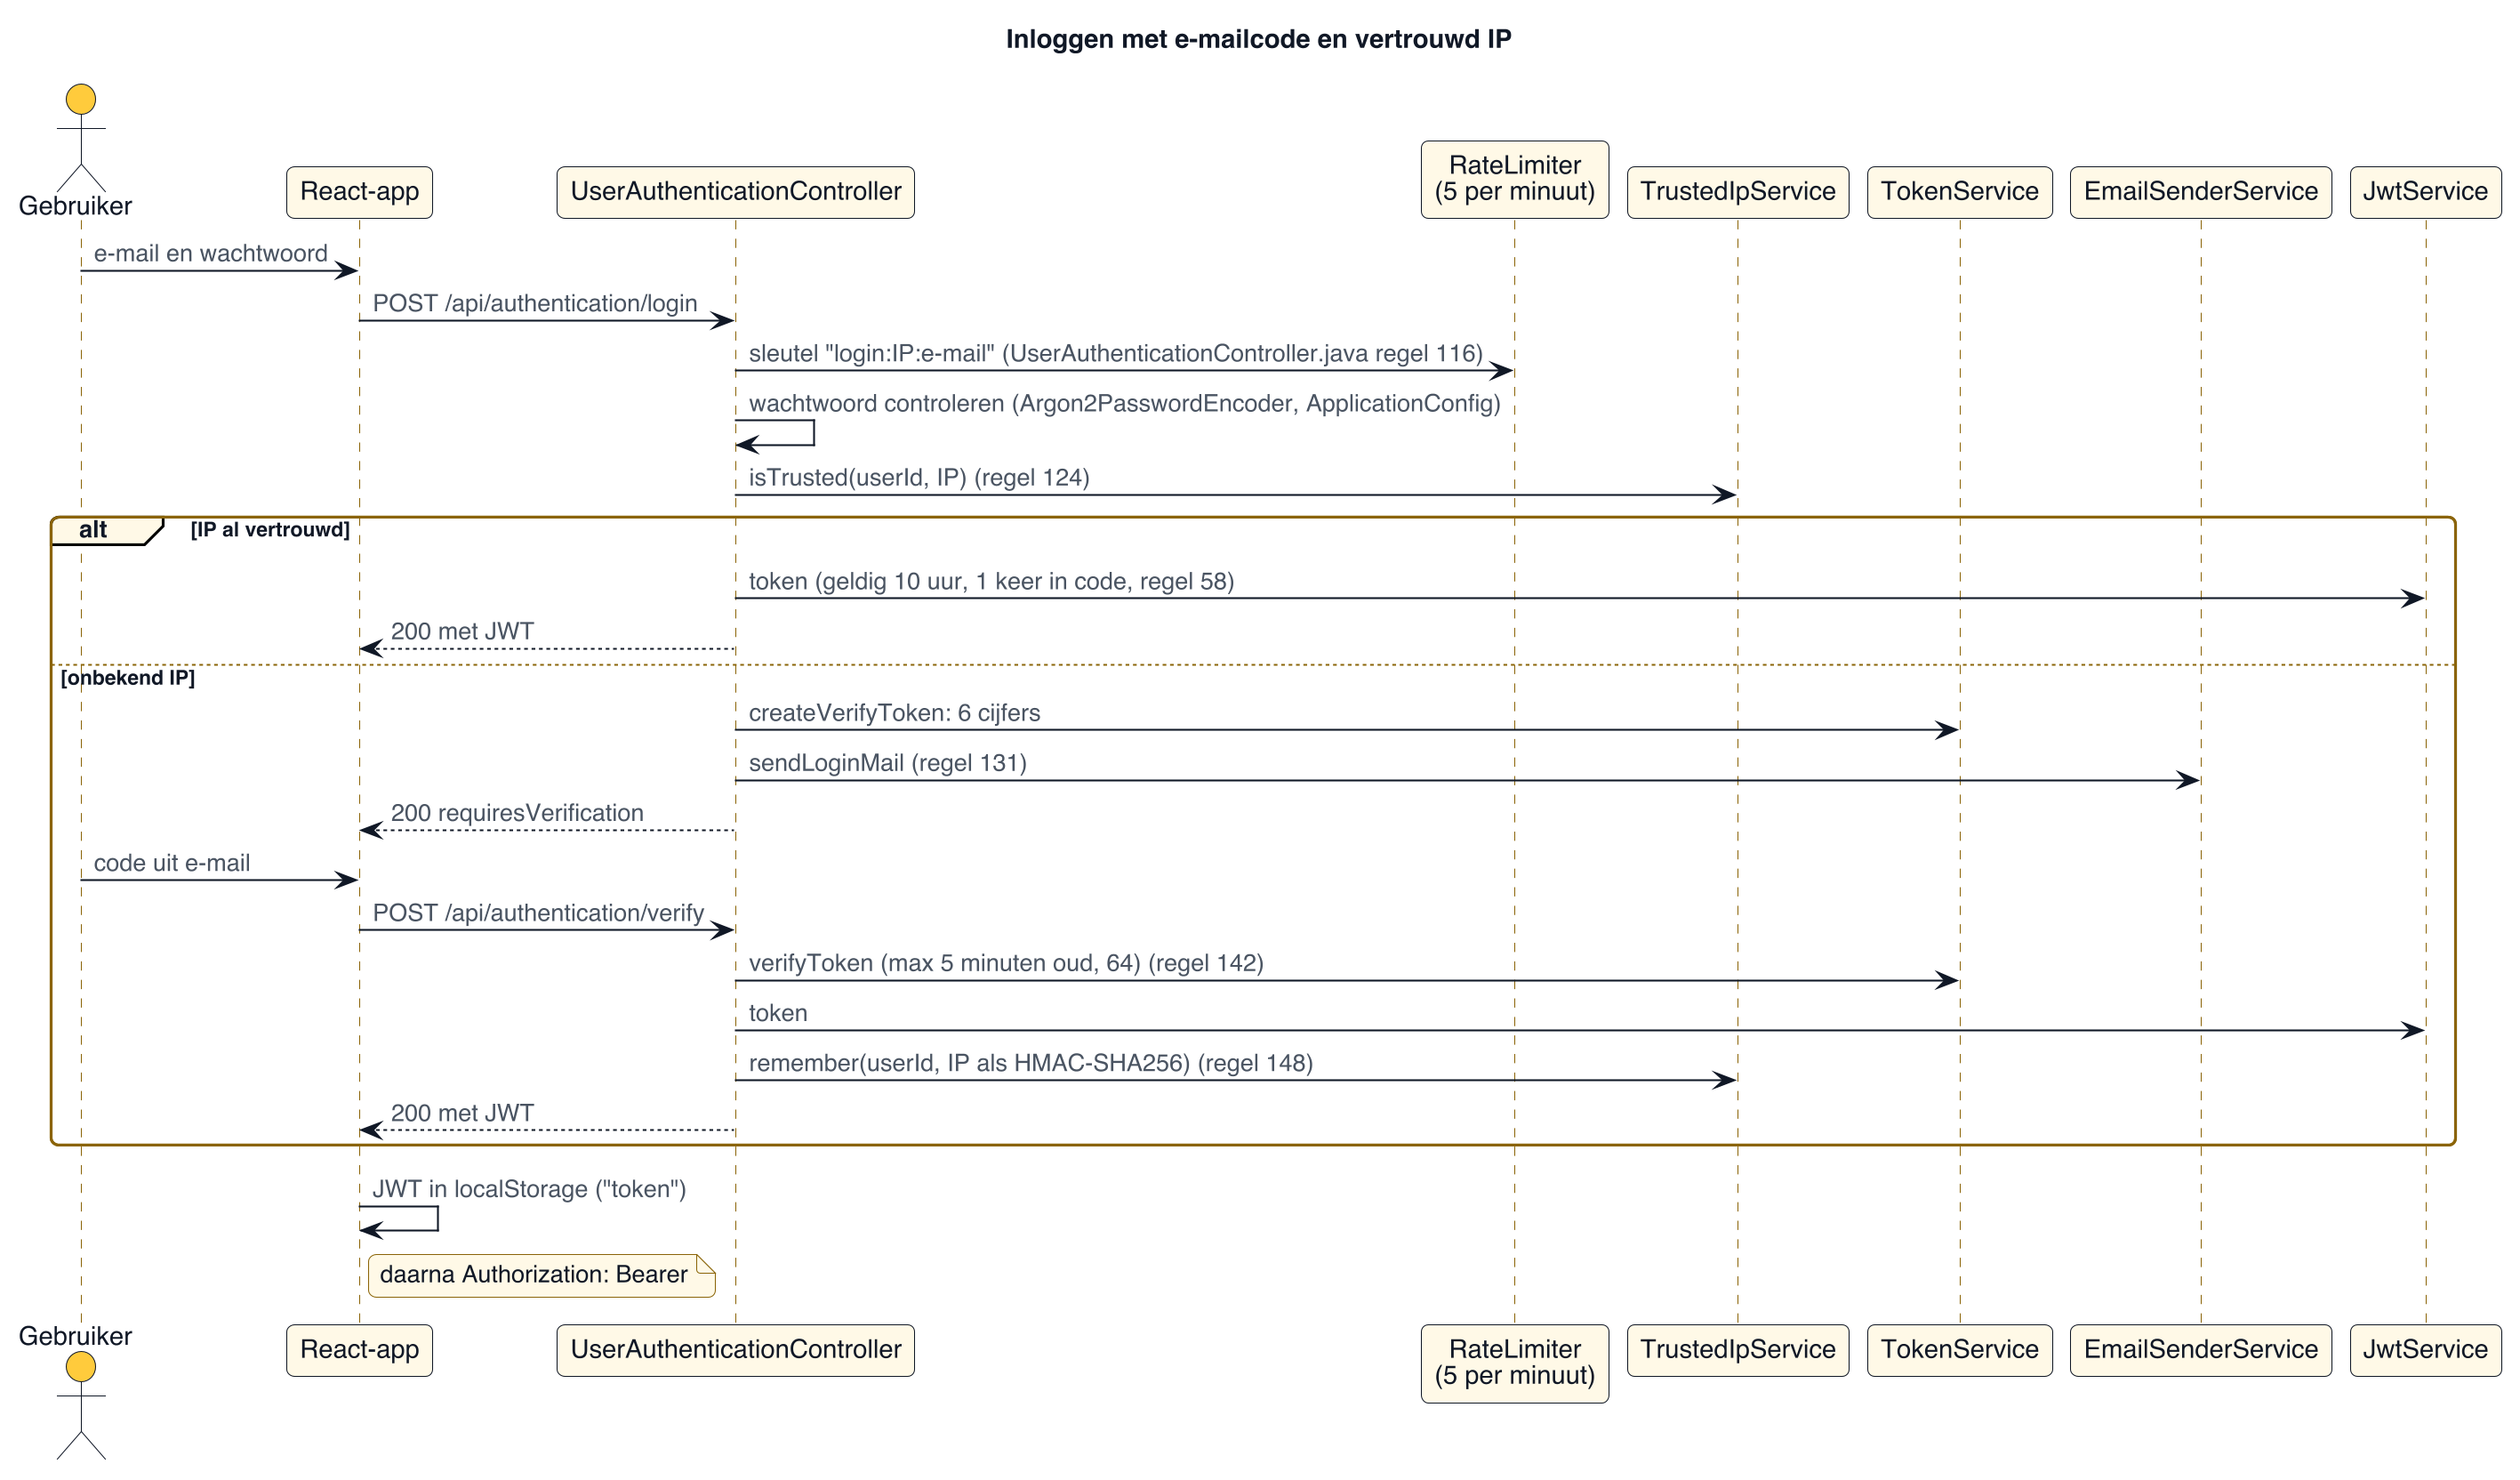 Inloggen met e-mailcode en vertrouwd IP
Gebruiker
React-app
UserAuthenticationController
RateLimiter
(5 per minuut)
TrustedIpService
TokenService
EmailSenderService
JwtService
e-mail en wachtwoord
POST /api/authentication/login
sleutel "login:IP:e-mail" (UserAuthenticationController.java regel 116)
wachtwoord controleren (Argon2PasswordEncoder, ApplicationConfig)
isTrusted(userId, IP) (regel 124)
alt
[IP al vertrouwd]
token (geldig 10 uur, 1 keer in code, regel 58)
200 met JWT
[onbekend IP]
createVerifyToken: 6 cijfers
sendLoginMail (regel 131)
200 requiresVerification
code uit e-mail
POST /api/authentication/verify
verifyToken (max 5 minuten oud, 64) (regel 142)
token
remember(userId, IP als HMAC-SHA256) (regel 148)
200 met JWT
JWT in localStorage ("token")
daarna Authorization: Bearer
Gebruiker
React-app
UserAuthenticationController
RateLimiter
(5 per minuut)
TrustedIpService
TokenService
EmailSenderService
JwtService